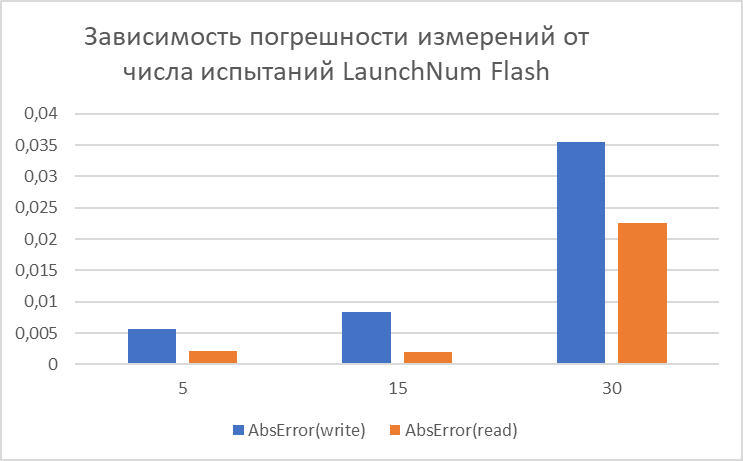 Зависимость погрешности измерений от
числа испытаний LaunchNum Flash
0,04
0,035
0,03
0,025
0,02
0,015
0,01
0,005
0
5 15 30
AbsError(write) AbsError(read)